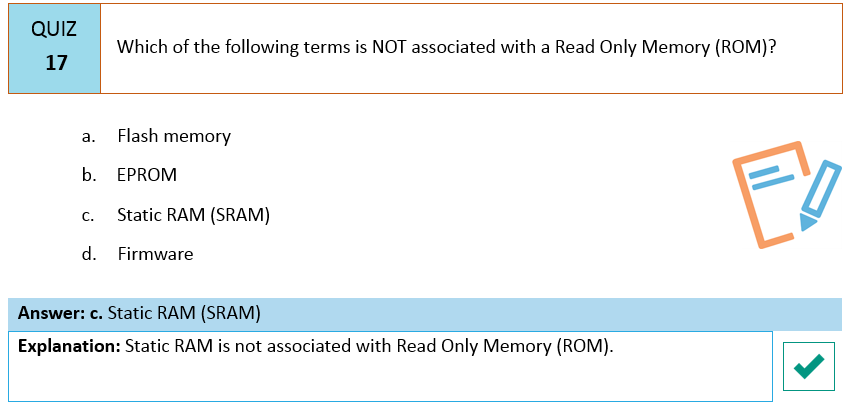 QUIZ
17
Which of the following terms is NOT associated with a Read Only Memory (ROM)?
a. Flash memory
b. EPROM
c. Static RAM (SRAM)
d. Firmware
Answer: c. Static RAM (SRAM)
Explanation: Static RAM is not associated with Read Only Memory (ROM).